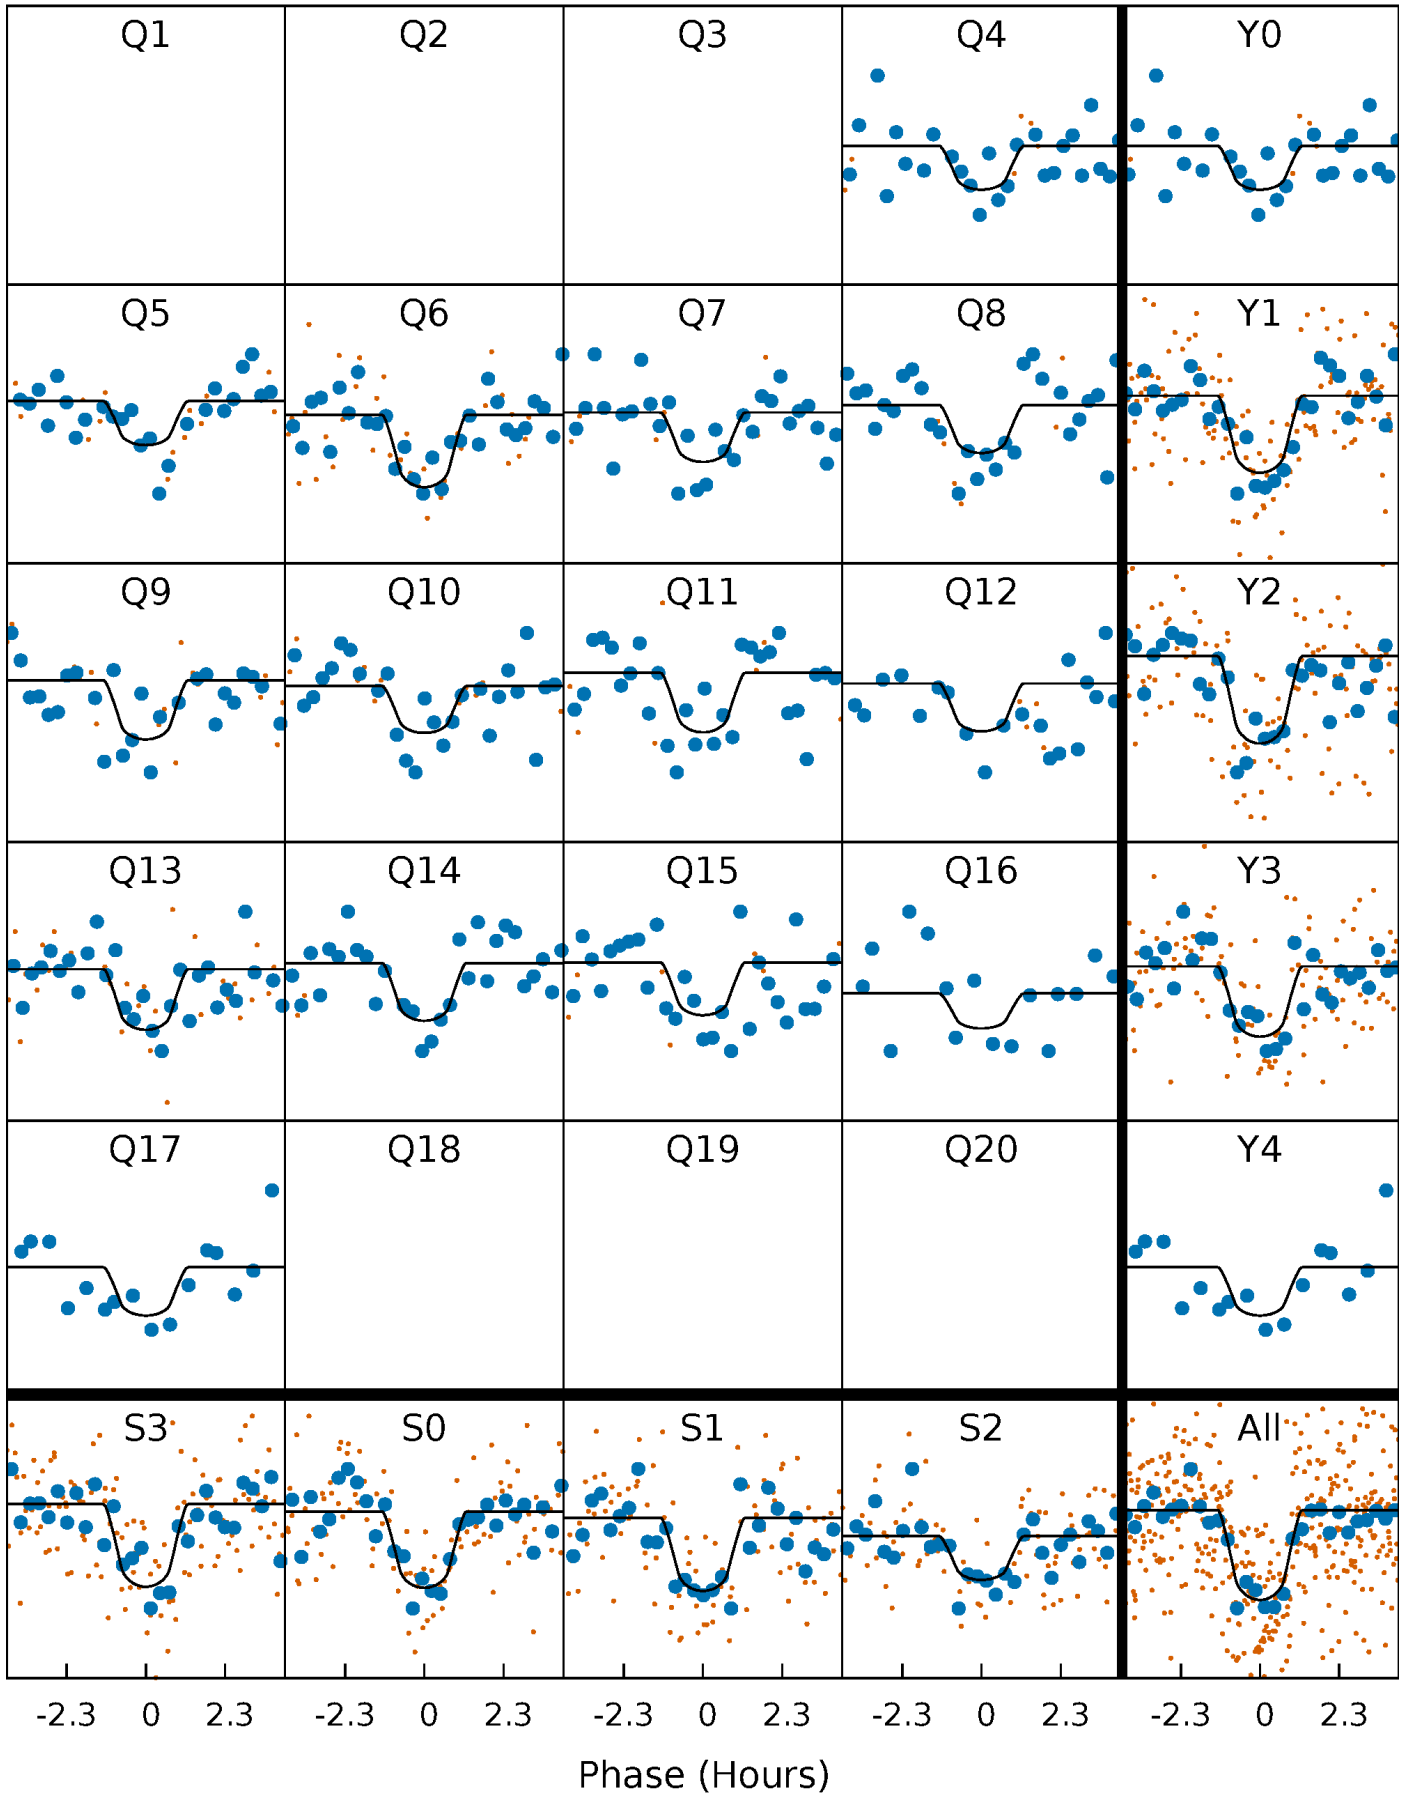 Q1 Q2 Q3 Q4 Y0
Q5 Q6 Q7 Q8 Y1
Q9 Q10 Q11 Q12 Y2
Q13 Q14 Q15 Q16 Y3
Q17 Q18 Q19 Q20 Y4
S3 S0 S1 S2 All
-2.3 0 2.3 -2.3 0 2.3 -2.3 0 2.3 -2.3 0 2.3 -2.3 0 2.3
Phase (Hours)